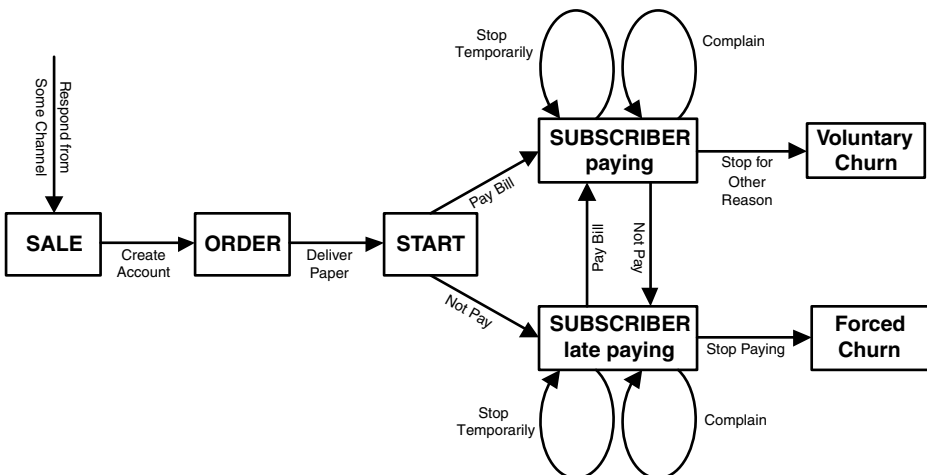 Respond from
Some Channel
SALE
Create
Account
ORDER
Deliver
Paper
START
Pay Bill
Not Pay
Stop
Temporarily
Complain
SUBSCRIBER
paying
Stop for
Other
Reason
Voluntary
Churn
Pay Bill
Not Pay
SUBSCRIBER
late paying
Stop Paying
Forced
Churn
Stop
Temporarily
Complain